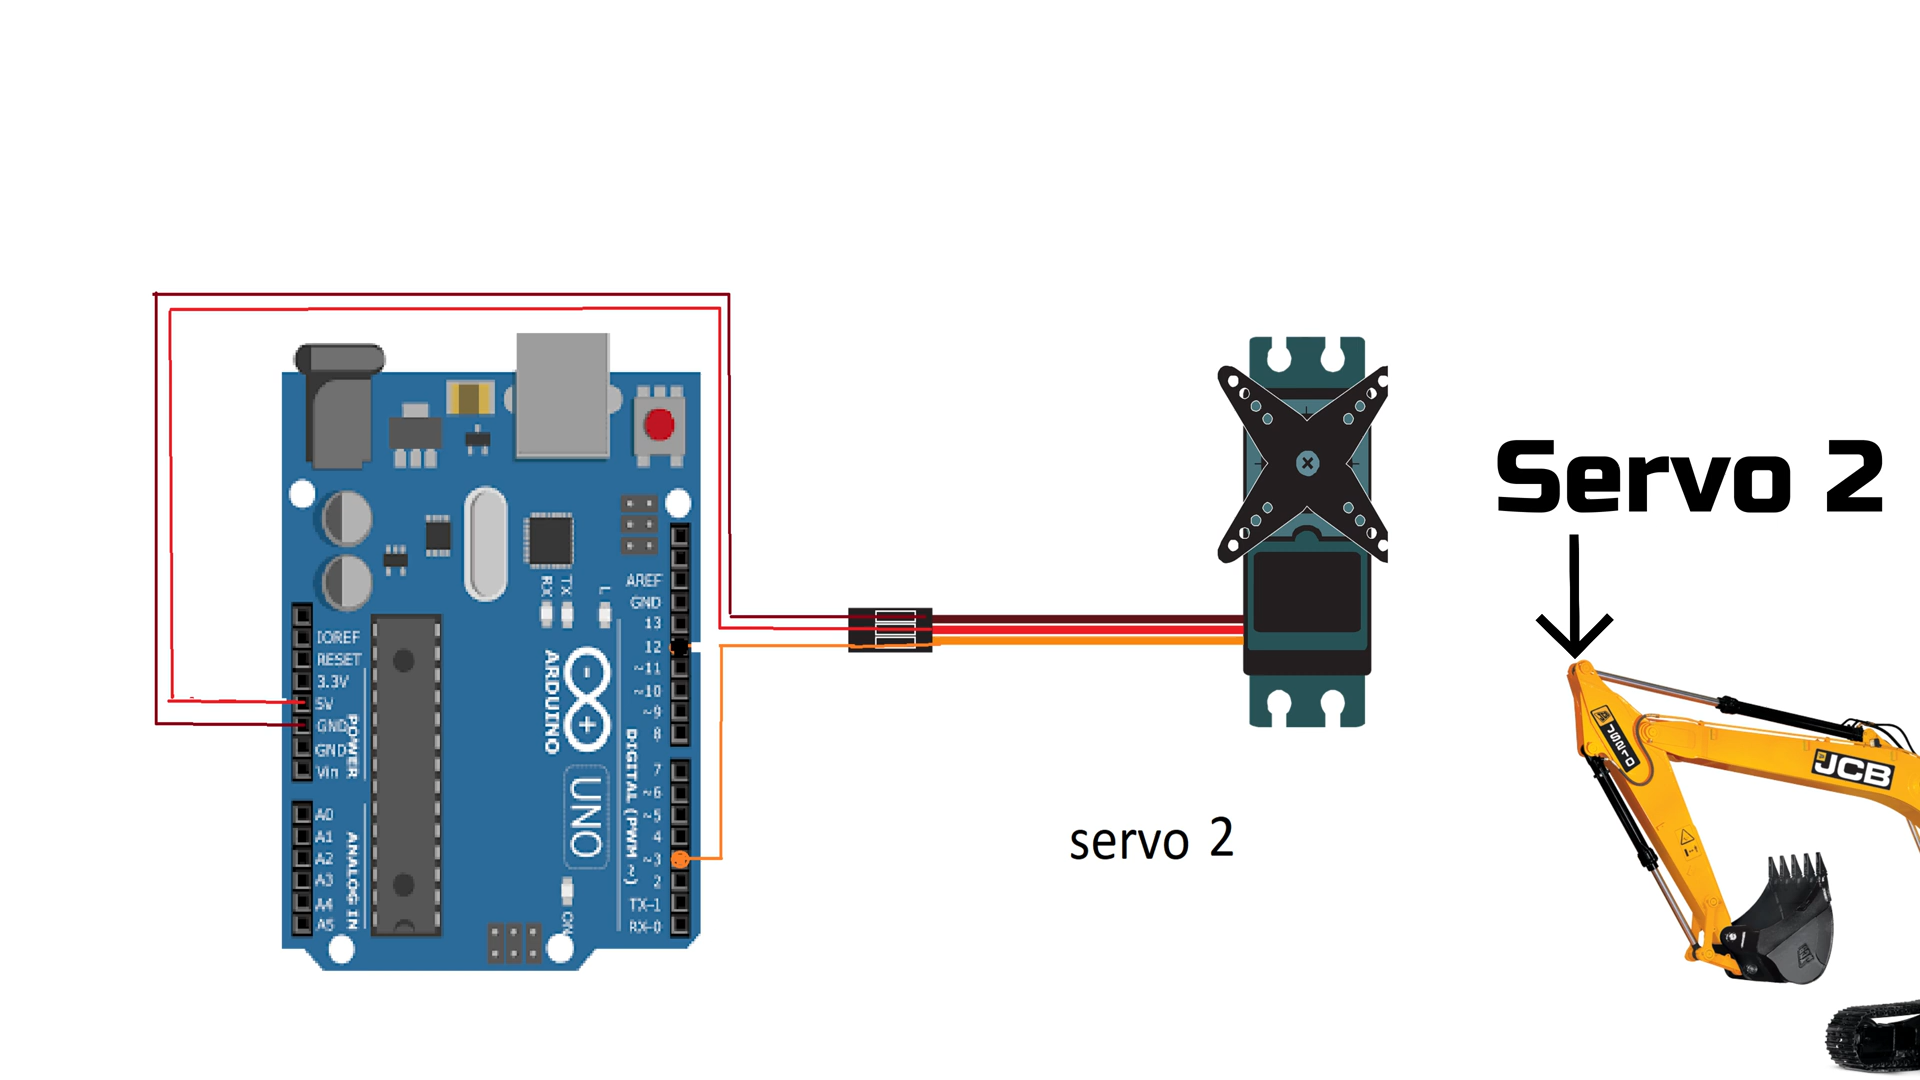 IOREF
RESET
3.3V
5V
GND
GND
Vin
POWER
A0
A1
A2
A3
A4
A5
ANALOG IN
RX
TX
L
ARDUINO
UNO
ON
AREF
GND
13
12
~11
~10
~9
8
7
~6
~5
4
~3
2
TX-1
RX-0
DIGITAL (PWM ~)
servo 2
Servo 2
JCB
JS210
JCB